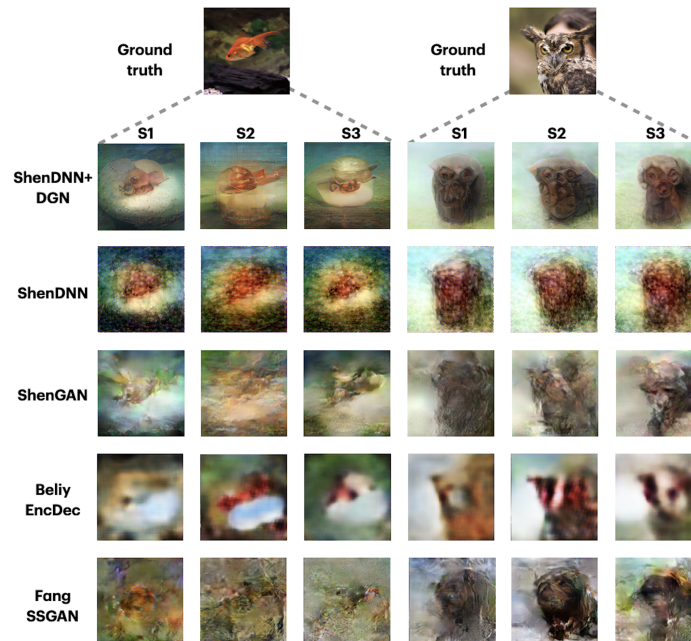 Ground
truth
Ground
truth
S1 S2 S3 S1 S2 S3
ShenDNN+
DGN
ShenDNN
ShenGAN
Beliy
EncDec
Fang
SSGAN